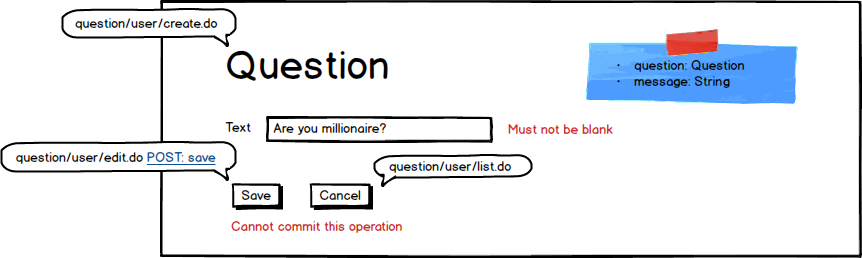 question/user/create.do
Question
· question: Question
· message: String
Text
Are you millionaire?
Must not be blank
question/user/edit.do POST: save
question/user/list.do
Save
Cancel
Cannot commit this operation